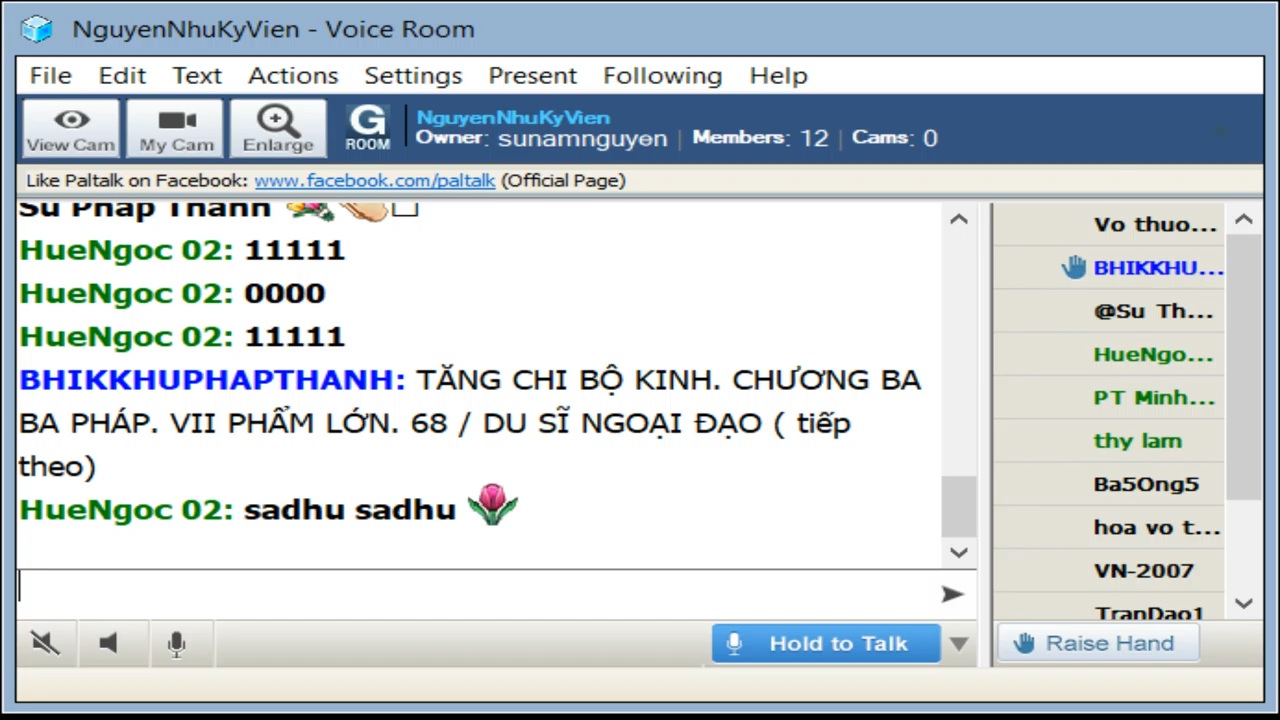 NguyenNhuKyVien - Voice Room
File Edit Text Actions Settings Present Following Help
View Cam
My Cam
Enlarge
G
ROOM
NguyenNhuKyVien
Owner: sunamnguyen | Members: 12 | Cams: 0
Like Paltalk on Facebook: www.facebook.com/paltalk (Official Page)
Su Phap Thanh
HueNgoc 02: 11111
HueNgoc 02: 0000
HueNgoc 02: 11111
BHIKKHUPHAPTHANH: TĂNG CHI BỘ KINH. CHƯƠNG BA
BA PHÁP. VII PHẨM LỚN. 68 / DU SĨ NGOẠI ĐẠO ( tiếp
theo)
HueNgoc 02: sadhu sadhu
Vo thuo...
BHIKKHU...
@Su Th...
HueNgo...
PT Minh...
thy lam
Ba5Ong5
hoa vo t...
VN-2007
TranDao1
Hold to Talk
Raise Hand